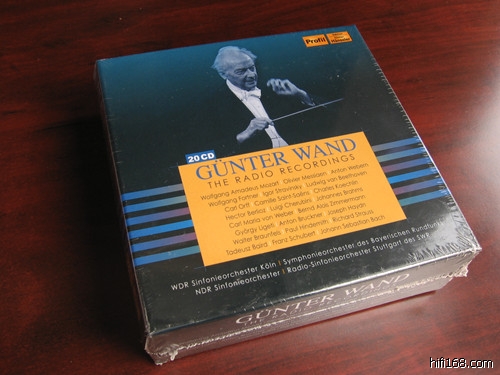 Profil
20 CD
GÜNTER WAND
THE RADIO RECORDINGS
Wolfgang Amadeus Mozart Olivier Messiaen Anton Webern
Wolfgang Fortner Igor Stravinsky Ludwig van Beethoven
Carl Orff Camille Saint Saëns Charles Koechlin
Hector Berlioz Luigi Cherubini Johannes Brahms
Carl Maria von Weber Bernd Alois Zimmermann
György Ligeti Anton Bruckner Joseph Haydn
Walter Braunfels Paul Hindemith Richard Strauss
Tadeusz Baird Franz Schubert Johann Sebastian Bach
WDR Sinfonieorchester Köln | Symphonieorchester des Bayerischen Rundfunks
NDR Sinfonieorchester | Radio-Sinfonieorchester Stuttgart des SWR
GÜNTER WAND
hifi168.com